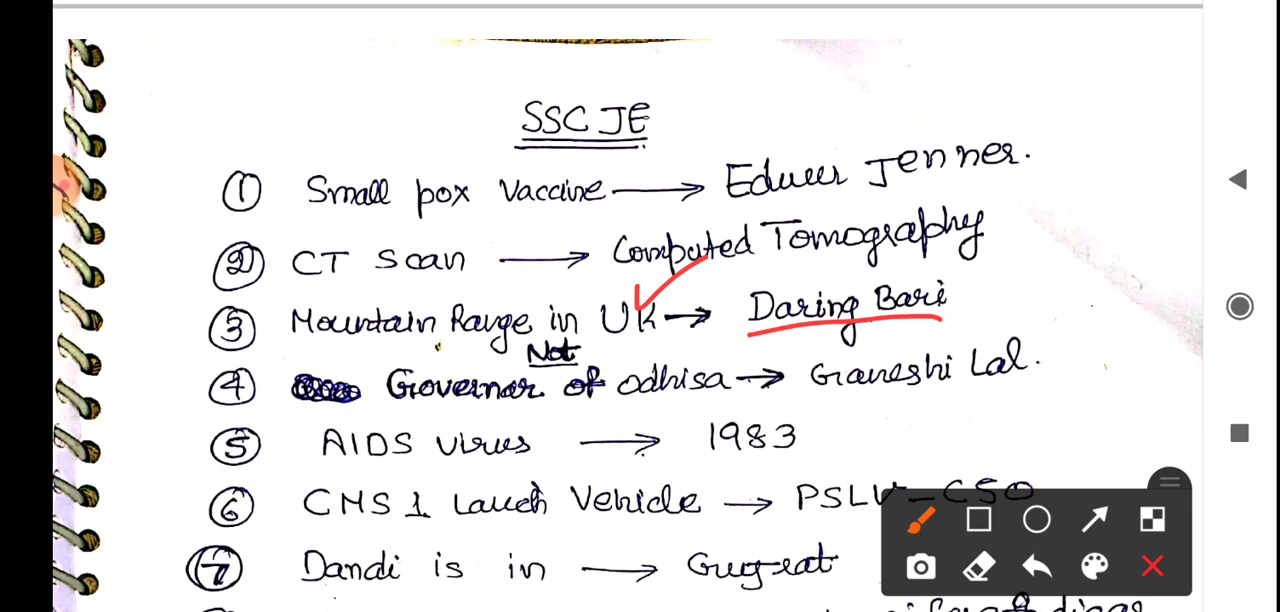 SSC JE
① Small pox Vaccine → Edwer Jenner.
② CT Scan → Computed Tomography
③ Mountain Range in UK → Daring Bari
Not
④ Governer of odhisa → Ganeshi Lal.
⑤ AIDS virus → 1983
⑥ CMS 1 Lauch Vehicle → PSLV-C50
⑦ Dandi is in → Gugreat